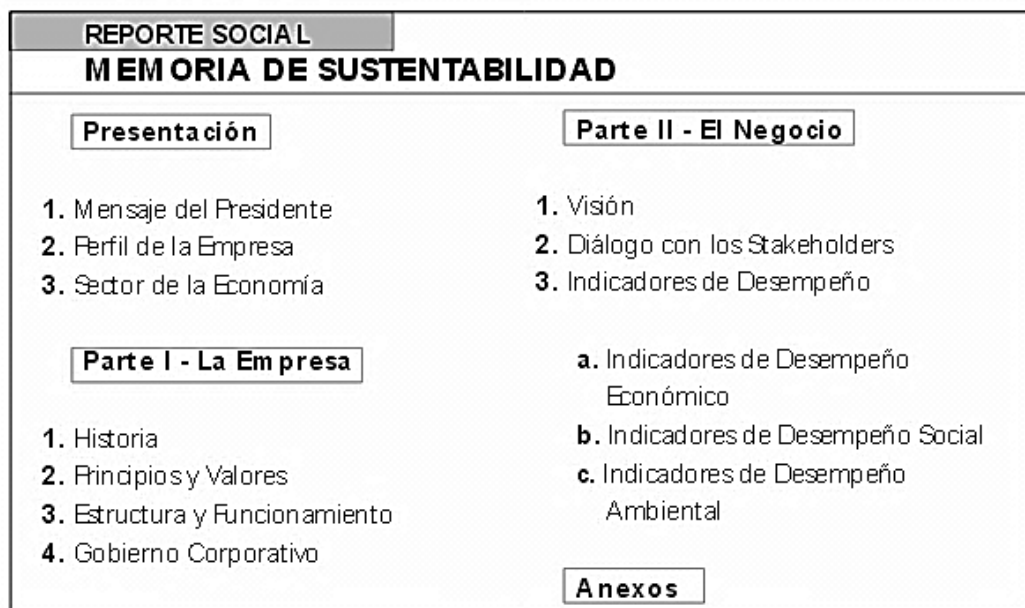 REPORTE SOCIAL
MEMORIA DE SUSTENTABILIDAD
Presentación
1. Mensaje del Presidente
2. Perfil de la Empresa
3. Sector de la Economía
Parte I - La Empresa
1. Historia
2. Principios y Valores
3. Estructura y Funcionamiento
4. Gobierno Corporativo
Parte II - El Negocio
1. Visión
2. Diálogo con los Stakeholders
3. Indicadores de Desempeño
a. Indicadores de Desempeño
Económico
b. Indicadores de Desempeño Social
c. Indicadores de Desempeño
Ambiental
Anexos